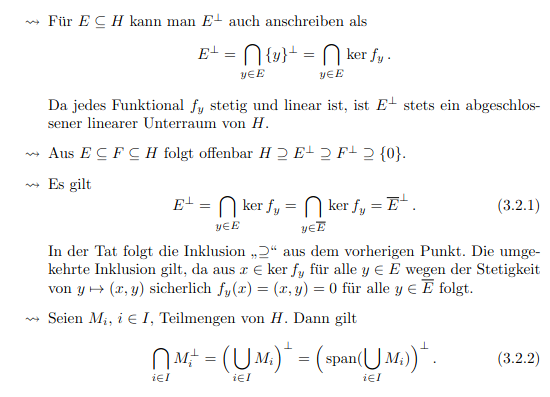 ⇝ Für E ⊆ H kann man E⊥ auch anschreiben als
E⊥ = ⋂_{y∈E} {y}⊥ = ⋂_{y∈E} ker f_y .
Da jedes Funktional f_y stetig und linear ist, ist E⊥ stets ein abgeschlos-
sener linearer Unterraum von H.
⇝ Aus E ⊆ F ⊆ H folgt offenbar H ⊇ E⊥ ⊇ F⊥ ⊇ {0}.
⇝ Es gilt
E⊥ = ⋂_{y∈E} ker f_y = ⋂_{y∈E̅} ker f_y = E̅⊥ . (3.2.1)
In der Tat folgt die Inklusion „⊇“ aus dem vorherigen Punkt. Die umge-
kehrte Inklusion gilt, da aus x ∈ ker f_y für alle y ∈ E wegen der Stetigkeit
von y ↦ (x, y) sicherlich f_y(x) = (x, y) = 0 für alle y ∈ E̅ folgt.
⇝ Seien M_i, i ∈ I, Teilmengen von H. Dann gilt
⋂_{i∈I} M_i⊥ = (⋃_{i∈I} M_i)⊥ = (span(⋃_{i∈I} M_i))⊥ . (3.2.2)